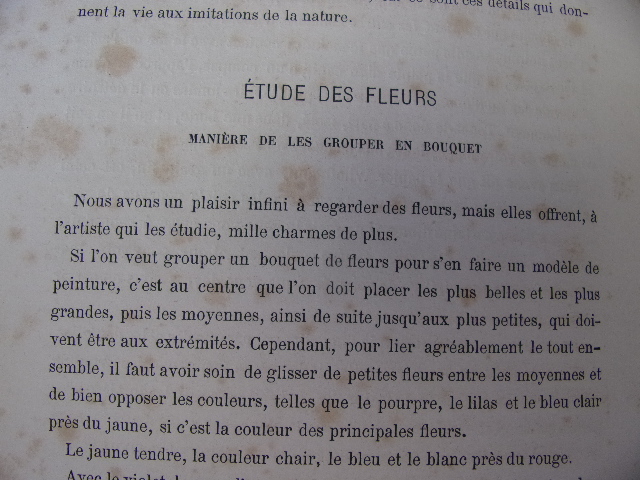 ces détails qui don-
nent la vie aux imitations de la nature.
ÉTUDE DES FLEURS
MANIÈRE DE LES GROUPER EN BOUQUET
Nous avons un plaisir infini à regarder des fleurs, mais elles offrent, à
l'artiste qui les étudie, mille charmes de plus.
Si l'on veut grouper un bouquet de fleurs pour s'en faire un modèle de
peinture, c'est au centre que l'on doit placer les plus belles et les plus
grandes, puis les moyennes, ainsi de suite jusqu'aux plus petites, qui doi-
vent être aux extrémités. Cependant, pour lier agréablement le tout en-
semble, il faut avoir soin de glisser de petites fleurs entre les moyennes et
de bien opposer les couleurs, telles que le pourpre, le lilas et le bleu clair
près du jaune, si c'est la couleur des principales fleurs.
Le jaune tendre, la couleur chair, le bleu et le blanc près du rouge.
Avec le violet